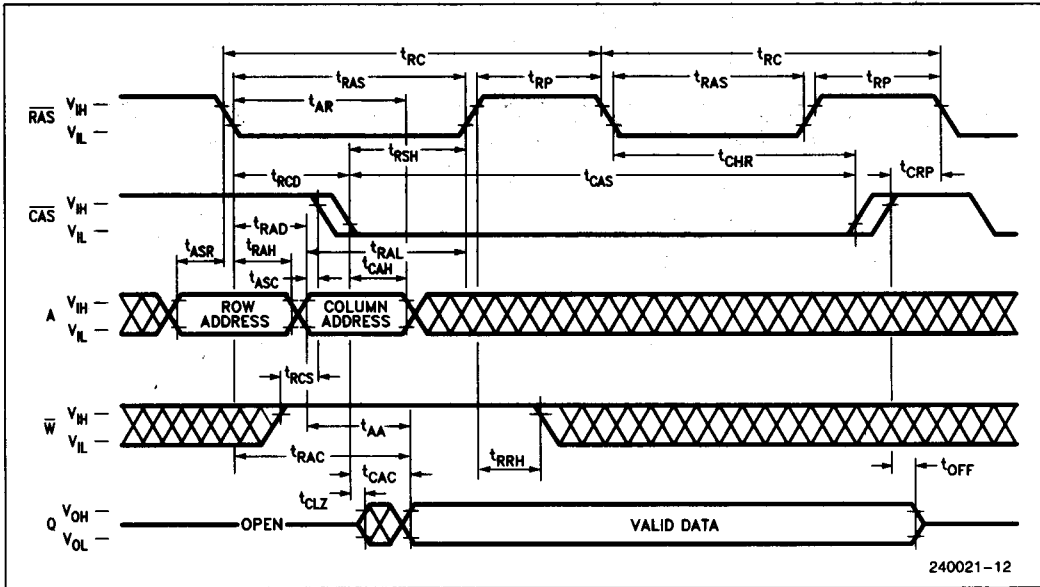 tRC tRC
tRAS tRP tRAS tRP
tAR
RAS VIH
VIL
tRSH tCHR
tRCD tCAS tCRP
CAS VIH
VIL
tRAD
tASR tRAH tRAL
tASC tCAH
A VIH
VIL
ROW ADDRESS
COLUMN ADDRESS
tRCS
W VIH
VIL
tAA
tRAC tRRH tOFF
tCAC
tCLZ
Q VOH
VOL
OPEN VALID DATA
240021-12